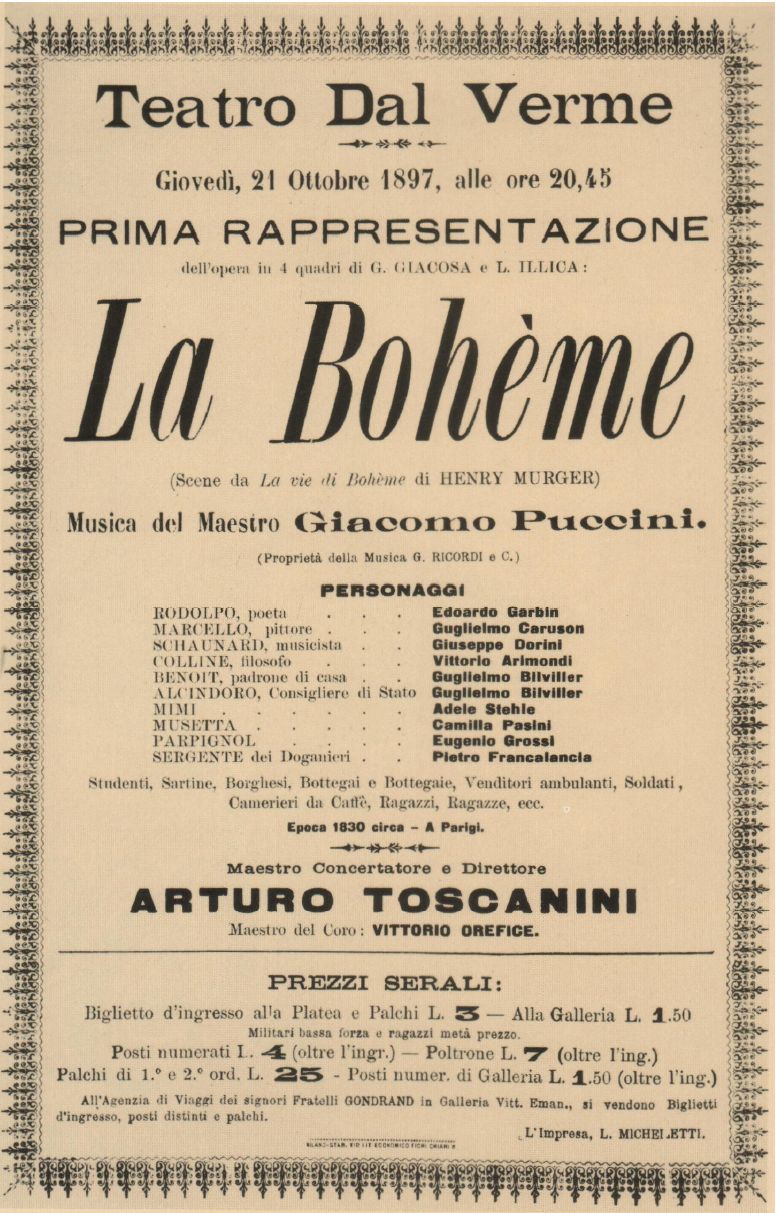 Teatro Dal Verme
Giovedì, 21 Ottobre 1897, alle ore 20,45
PRIMA RAPPRESENTAZIONE
dell'opera in 4 quadri di G. GIACOSA e L. ILLICA:
La Bohème
(Scene da La vie di Bohème di HENRY MURGER)
Musica del Maestro Giacomo Puccini.
(Proprietà della Musica G. RICORDI e C.)
PERSONAGGI
RODOLPO, poeta . . . Edoardo Garbin
MARCELLO, pittore . . . Guglielmo Caruson
SCHAUNARD, musicista . . Giuseppe Dorini
COLLINE, filosofo . . . Vittorio Arimondi
BENOIT, padrone di casa . . Guglielmo Bilviller
ALCINDORO, Consigliere di Stato Guglielmo Bilviller
MIMI . . . . . . Adele Stehle
MUSETTA . . . . . Camilla Pasini
PARPIGNOL . . . . Eugenio Grossi
SERGENTE dei Doganieri . . Pietro Francalancia
Studenti, Sartine, Borghesi, Bottegai e Bottegaie, Venditori ambulanti, Soldati,
Camerieri da Caffè, Ragazzi, Ragazze, ecc.
Epoca 1830 circa - A Parigi.
Maestro Concertatore e Direttore
ARTURO TOSCANINI
Maestro del Coro: VITTORIO OREFICE.
PREZZI SERALI:
Biglietto d'ingresso alla Platea e Palchi L. 3 — Alla Galleria L. 1.50
Militari bassa forza e ragazzi metà prezzo.
Posti numerati L. 4 (oltre l'ingr.) — Poltrone L. 7 (oltre l'ing.)
Palchi di 1.º e 2.º ord. L. 25 - Posti numer. di Galleria L. 1.50 (oltre l'ing.)
All'Agenzia di Viaggi dei signori Fratelli GONDRAND in Galleria Vitt. Eman., si vendono Biglietti
d'ingresso, posti distinti e palchi.
L'Impresa, L. MICHELETTI.
MILANO-STAB. ECONOMICO